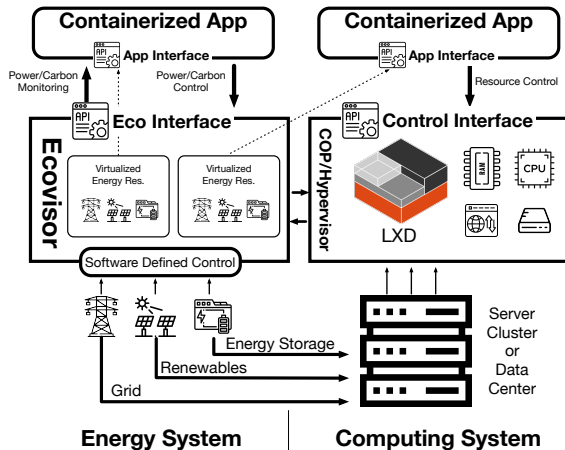 Containerized App
Containerized App
API
App Interface
API
App Interface
Power/Carbon
Monitoring
Power/Carbon
Control
Resource Control
API
Eco Interface
API
Control Interface
Ecovisor
Virtualized
Energy Res.
Virtualized
Energy Res.
COP/Hypervisor
RAM
CPU
LXD
Software Defined Control
Energy Storage
Renewables
Grid
Server
Cluster
or
Data
Center
Energy System
Computing System